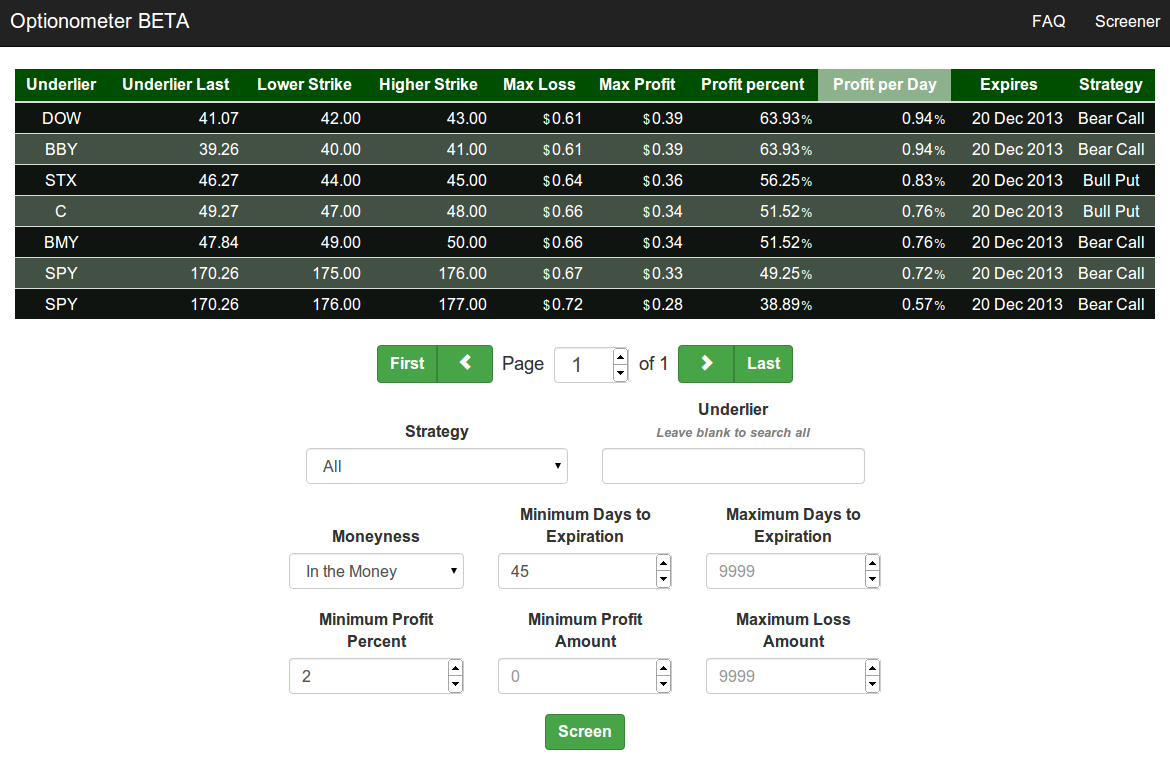 Optionometer BETA FAQ Screener
Underlier Underlier Last Lower Strike Higher Strike Max Loss Max Profit Profit percent Profit per Day Expires Strategy
DOW 41.07 42.00 43.00 $0.61 $0.39 63.93% 0.94% 20 Dec 2013 Bear Call
BBY 39.26 40.00 41.00 $0.61 $0.39 63.93% 0.94% 20 Dec 2013 Bear Call
STX 46.27 44.00 45.00 $0.64 $0.36 56.25% 0.83% 20 Dec 2013 Bull Put
C 49.27 47.00 48.00 $0.66 $0.34 51.52% 0.76% 20 Dec 2013 Bull Put
BMY 47.84 49.00 50.00 $0.66 $0.34 51.52% 0.76% 20 Dec 2013 Bear Call
SPY 170.26 175.00 176.00 $0.67 $0.33 49.25% 0.72% 20 Dec 2013 Bear Call
SPY 170.26 176.00 177.00 $0.72 $0.28 38.89% 0.57% 20 Dec 2013 Bear Call
First Page 1 of 1 Last
Strategy
All
Underlier
Leave blank to search all
Moneyness
In the Money
Minimum Days to
Expiration
45
Maximum Days to
Expiration
9999
Minimum Profit
Percent
2
Minimum Profit
Amount
0
Maximum Loss
Amount
9999
Screen